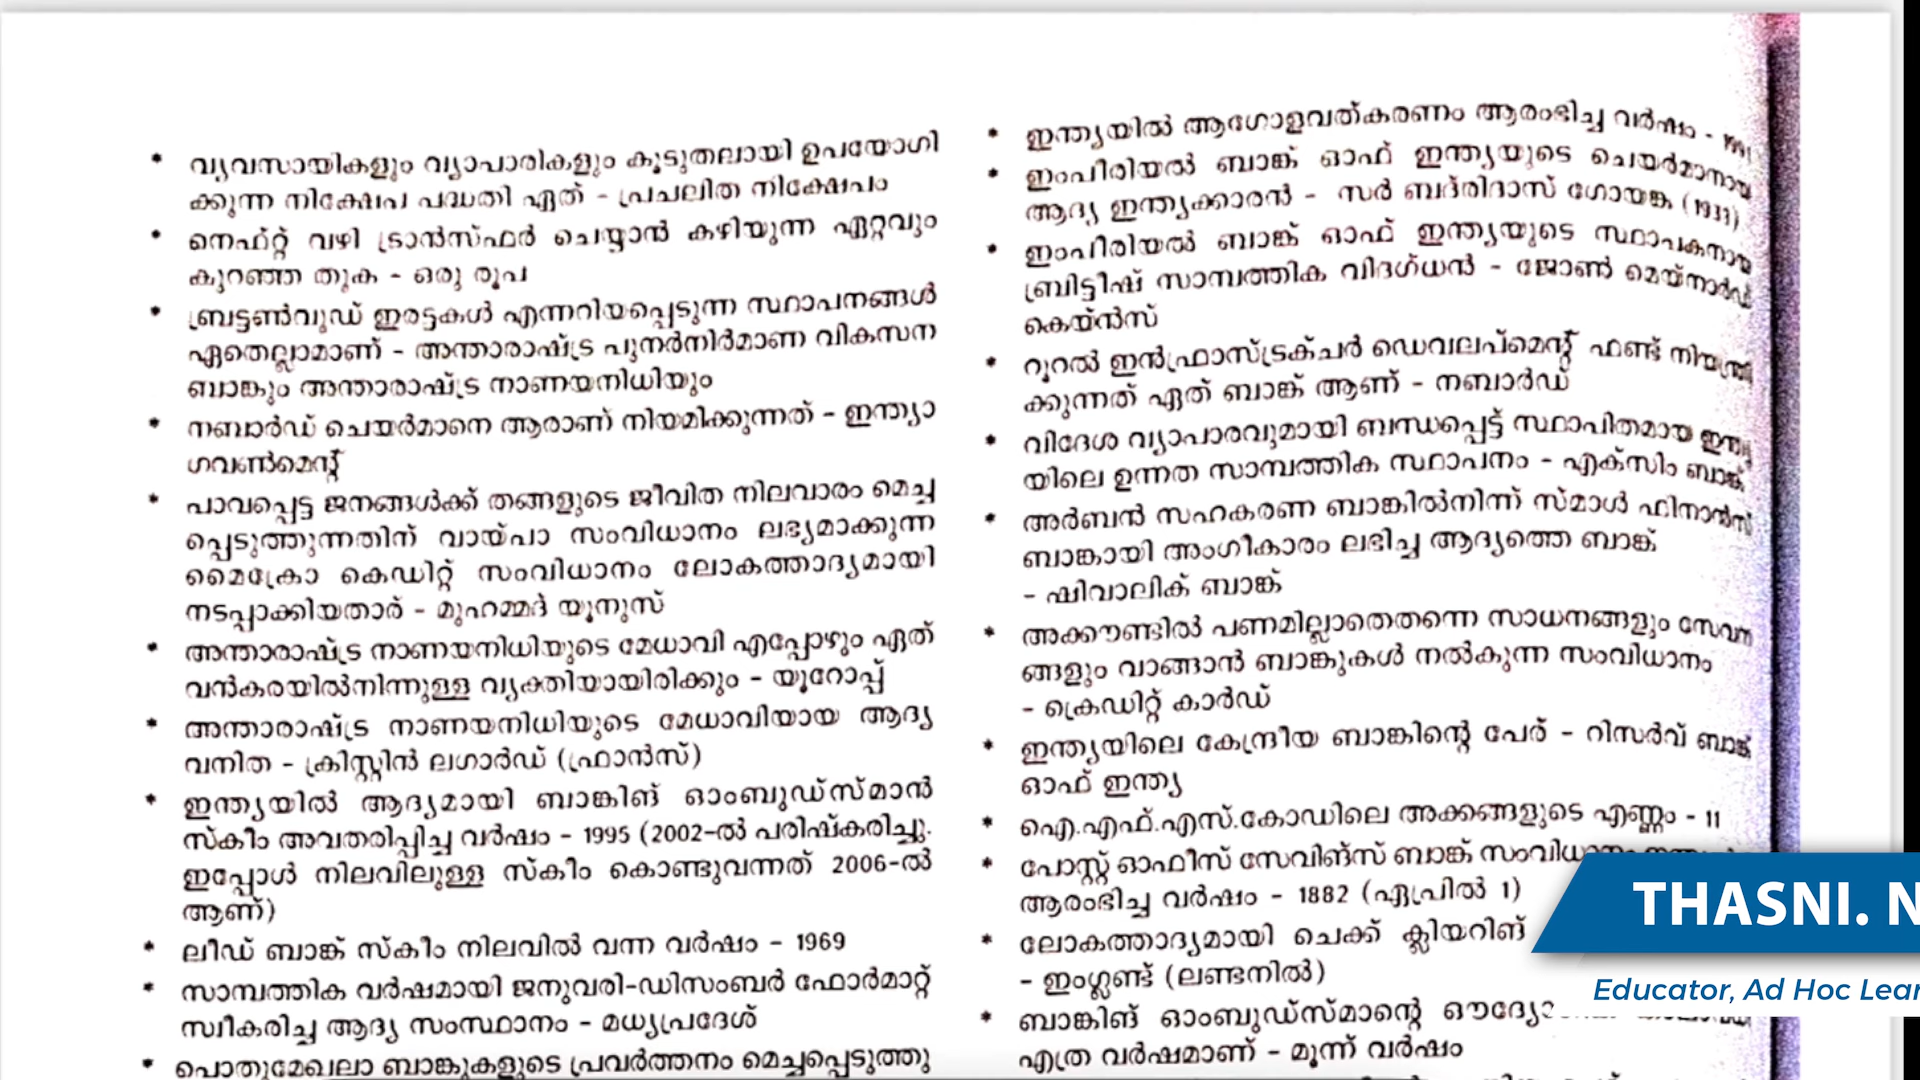 * വ്യവസായികളും വ്യാപാരികളും കൂടുതലായി ഉപയോഗി
ക്കുന്ന നിക്ഷേപ പദ്ധതി ഏത് - പ്രചലിത നിക്ഷേപം
* നെഫ്റ്റ് വഴി ട്രാൻസ്ഫർ ചെയ്യാൻ കഴിയുന്ന ഏറ്റവും
കുറഞ്ഞ തുക - ഒരു രൂപ
* ബ്രട്ടൺവുഡ് ഇരട്ടകൾ എന്നറിയപ്പെടുന്ന സ്ഥാപനങ്ങൾ
ഏതെല്ലാമാണ് - അന്താരാഷ്ട്ര പുനർനിർമാണ വികസന
ബാങ്കും അന്താരാഷ്ട്ര നാണയനിധിയും
* നബാർഡ് ചെയർമാനെ ആരാണ് നിയമിക്കുന്നത് - ഇന്ത്യാ
ഗവൺമെന്റ്
* പാവപ്പെട്ട ജനങ്ങൾക്ക് തങ്ങളുടെ ജീവിത നിലവാരം മെച്ച
പ്പെടുത്തുന്നതിന് വായ്പാ സംവിധാനം ലഭ്യമാക്കുന്ന
മൈക്രോ കെഡിറ്റ് സംവിധാനം ലോകത്താദ്യമായി
നടപ്പാക്കിയതാര് - മുഹമ്മദ് യൂനുസ്
* അന്താരാഷ്ട്ര നാണയനിധിയുടെ മേധാവി എപ്പോഴും ഏത്
വൻകരയിൽനിന്നുള്ള വ്യക്തിയായിരിക്കും - യൂറോപ്പ്
* അന്താരാഷ്ട്ര നാണയനിധിയുടെ മേധാവിയായ ആദ്യ
വനിത - ക്രിസ്റ്റിൻ ലഗാർഡ് (ഫ്രാൻസ്)
* ഇന്ത്യയിൽ ആദ്യമായി ബാങ്കിങ് ഓംബുഡ്സ്മാൻ
സ്കീം അവതരിപ്പിച്ച വർഷം - 1995 (2002-ൽ പരിഷ്കരിച്ചു.
ഇപ്പോൾ നിലവിലുള്ള സ്കീം കൊണ്ടുവന്നത് 2006-ൽ
ആണ്)
* ലീഡ് ബാങ്ക് സ്കീം നിലവിൽ വന്ന വർഷം - 1969
* സാമ്പത്തിക വർഷമായി ജനുവരി-ഡിസംബർ ഫോർമാറ്റ്
സ്വീകരിച്ച ആദ്യ സംസ്ഥാനം - മധ്യപ്രദേശ്
* പൊതുമേഖലാ ബാങ്കുകളുടെ പ്രവർത്തനം മെച്ചപ്പെടുത്തു
* ഇന്ത്യയിൽ ആഗോളവത്കരണം ആരംഭിച്ച വർഷം - 1991
* ഇംപീരിയൽ ബാങ്ക് ഓഫ് ഇന്ത്യയുടെ ചെയർമാനായ
ആദ്യ ഇന്ത്യക്കാരൻ - സർ ബദ്രിദാസ് ഗോയങ്ക (1933)
* ഇംപീരിയൽ ബാങ്ക് ഓഫ് ഇന്ത്യയുടെ സ്ഥാപകനായ
ബ്രിട്ടീഷ് സാമ്പത്തിക വിദഗ്ധൻ - ജോൺ മെയ്നാർഡ്
കെയ്ൻസ്
* റൂറൽ ഇൻഫ്രാസ്ട്രക്ചർ ഡെവലപ്മെന്റ് ഫണ്ട് നിയന്ത്രി
ക്കുന്നത് ഏത് ബാങ്ക് ആണ് - നബാർഡ്
* വിദേശ വ്യാപാരവുമായി ബന്ധപ്പെട്ട് സ്ഥാപിതമായ ഇന്ത്യ
യിലെ ഉന്നത സാമ്പത്തിക സ്ഥാപനം - എക്സിം ബാങ്ക്
* അർബൻ സഹകരണ ബാങ്കിൽനിന്ന് സ്മാൾ ഫിനാൻസ്
ബാങ്കായി അംഗീകാരം ലഭിച്ച ആദ്യത്തെ ബാങ്ക്
- ഷിവാലിക് ബാങ്ക്
* അക്കൗണ്ടിൽ പണമില്ലാതെതന്നെ സാധനങ്ങളും സേവന
ങ്ങളും വാങ്ങാൻ ബാങ്കുകൾ നൽകുന്ന സംവിധാനം
- ക്രെഡിറ്റ് കാർഡ്
* ഇന്ത്യയിലെ കേന്ദ്രീയ ബാങ്കിന്റെ പേര് - റിസർവ് ബാങ്ക്
ഓഫ് ഇന്ത്യ
* ഐ.എഫ്.എസ്.കോഡിലെ അക്കങ്ങളുടെ എണ്ണം - 11
* പോസ്റ്റ് ഓഫീസ് സേവിങ്സ് ബാങ്ക് സംവിധാനം
ആരംഭിച്ച വർഷം - 1882 (ഏപ്രിൽ 1)
* ലോകത്താദ്യമായി ചെക്ക് ക്ലിയറിങ്
- ഇംഗ്ലണ്ട് (ലണ്ടനിൽ)
* ബാങ്കിങ് ഓംബുഡ്സ്മാന്റെ
എത്ര വർഷമാണ് - മൂന്ന് വർഷം
THASNI. N
Educator, Ad Hoc Lear